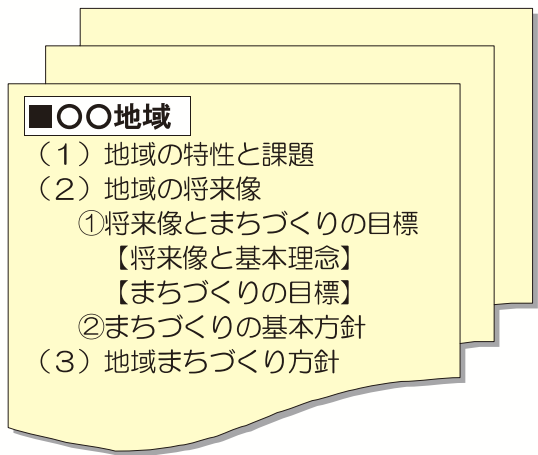 ■〇〇地域
（１）地域の特性と課題
（２）地域の将来像
①将来像とまちづくりの目標
【将来像と基本理念】
【まちづくりの目標】
②まちづくりの基本方針
（３）地域まちづくり方針